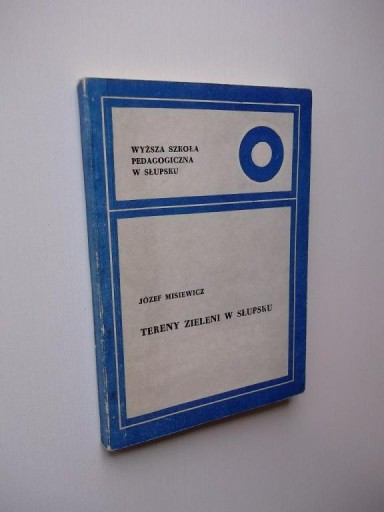 WYŻSZA SZKOŁA
PEDAGOGICZNA
W SŁUPSKU
JÓZEF MISIEWICZ
TERENY ZIELENI W SŁUPSKU